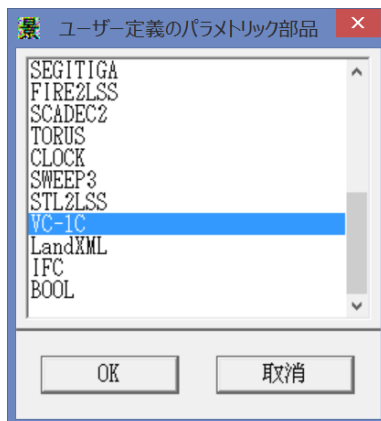 景 ユーザー定義のパラメトリック部品
SEGITIGA
FIRE2LSS
SCADEC2
TORUS
CLOCK
SWEEP3
STL2LSS
VC-1C
LandXML
IFC
BOOL
OK 取消